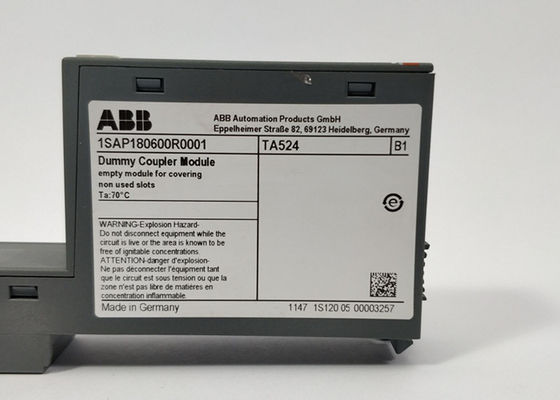 ABB
ABB Automation Products GmbH
Eppelheimer Straße 82, 69123 Heidelberg, Germany
1SAP180600R0001
TA524
B1
Dummy Coupler Module
empty module for covering
non used slots
Ta:70°C
WARNING-Explosion Hazard-
Do not disconnect equipment while the
circuit is live or the area is known to be
free of ignitable concentrations.
ATTENTION-danger d'explosion-
Ne pas déconnecter l'équipement tant
que le circuit est sous tension ou que la
zone n'est pas libre de matières en
concentration inflammable.
Made in Germany
1147 1S120 05 00003257